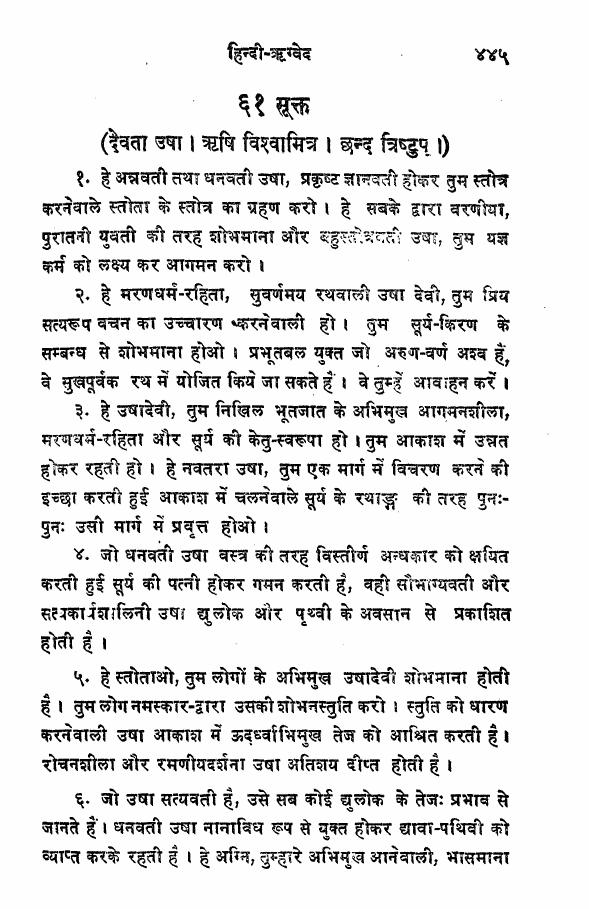 हिन्दी-ऋग्वेद ४४५
६१ सूक्त
(दैवता उषा । ऋषि विश्वामित्र । छन्द त्रिष्टुप् ।)
१. हे अन्नवती तथा धनवती उषा, प्रकृष्ट ज्ञानवती होकर तुम स्तोत्र
करनेवाले स्तोता के स्तोत्र का ग्रहण करो । हे सबके द्वारा वरणीया,
पुरातनी युवती की तरह शोभमाना और बहुस्तोत्रवती उषा, तुम यज्ञ
कर्म को लक्ष्य कर आगमन करो ।
२. हे मरणधर्म-रहिता, सुवर्णमय रथवाली उषा देवी, तुम प्रिय
सत्यरूप वचन का उच्चारण करनेवाली हो । तुम सूर्य-किरण के
सम्बन्ध से शोभमाना होओ । प्रभूतबल युक्त जो अरुण-वर्ण अश्व हैं,
वे सुखपूर्वक रथ में योजित किये जा सकते हैं । वे तुम्हें आवाहन करें ।
३. हे उषादेवी, तुम निखिल भूतजात के अभिमुख आगमनशीला,
मरणधर्म-रहिता और सूर्य की केतु-स्वरूपा हो । तुम आकाश में उन्नत
होकर रहती हो । हे नवतरा उषा, तुम एक मार्ग में विचरण करने की
इच्छा करती हुई आकाश में चलनेवाले सूर्य के रथाङ्ग की तरह पुनः-
पुनः उसी मार्ग में प्रवृत्त होओ ।
४. जो धनवती उषा वस्त्र की तरह विस्तीर्ण अन्धकार को क्षयित
करती हुई सूर्य की पत्नी होकर गमन करती है, वही सौभाग्यवती और
सत्यकार्यशालिनी उषा द्युलोक और पृथ्वी के अवसान से प्रकाशित
होती है ।
५. हे स्तोताओ, तुम लोगों के अभिमुख उषादेवी शोभमाना होती
है । तुम लोग नमस्कार-द्वारा उसकी शोभनस्तुति करो । स्तुति को धारण
करनेवाली उषा आकाश में ऊदर्ध्वाभिमुख तेज को आश्रित करती है ।
रोचनशीला और रमणीयदर्शना उषा अतिशय दीप्त होती है ।
६. जो उषा सत्यवती है, उसे सब कोई द्युलोक के तेजः प्रभाव से
जानते हैं । धनवती उषा नानाविध रूप से युक्त होकर द्यावा-पथिवी को
व्याप्त करके रहती है । हे अग्नि, तुम्हारे अभिमुख आनेवाली, भासमाना